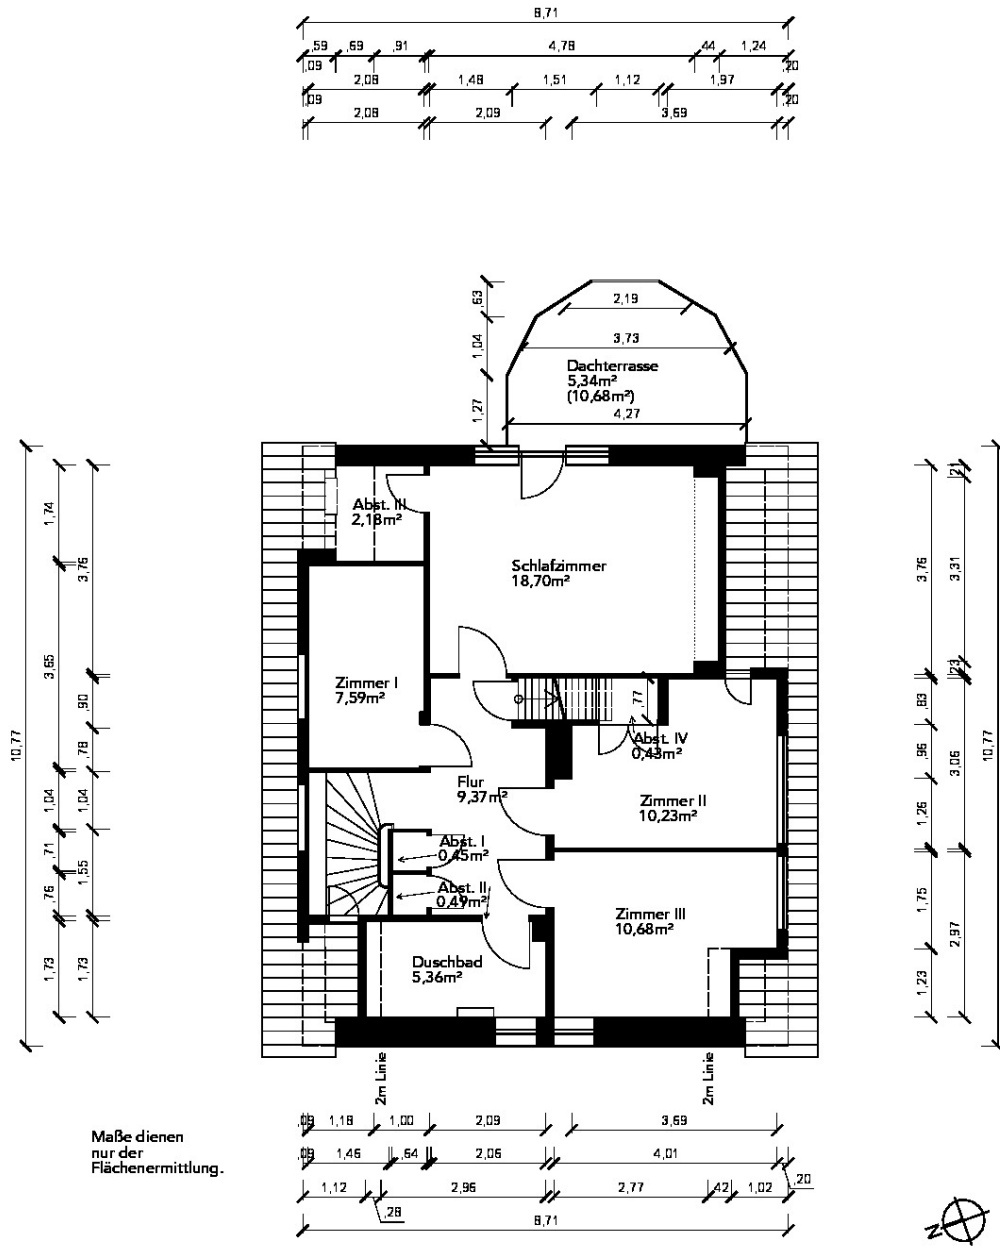 8,71
,59 ,69 ,91 4,78 ,44 1,24
,09 ,20
2,08 1,48 1,51 1,12 1,97
,09 ,20
2,08 2,09 3,69
,63
2,19
1,04
3,73
Dachterrasse
5,34m²
(10,68m²)
1,27
4,27
10,77
1,74
3,65
1,04
,71
,76
1,73
3,76
,90
,78
1,04
1,55
1,73
Abst. III
2,18m²
Schlafzimmer
18,70m²
Zimmer I
7,59m²
,77
Abst. IV
0,43m²
Flur
9,37m²
Zimmer II
10,23m²
Abst. I
0,45m²
Abst. II
0,49m²
Zimmer III
10,68m²
Duschbad
5,36m²
3,76
,83
,96
1,26
1,75
1,23
,21
3,31
,23
3,06
2,97
10,77
2m Linie
2m Linie
Maße dienen
nur der
Flächenermittlung.
,09 1,18 1,00 2,09 3,69
,09 1,46 ,64 2,06 4,01
,20
1,12 2,96 2,77 ,42 1,02
,28
8,71
N